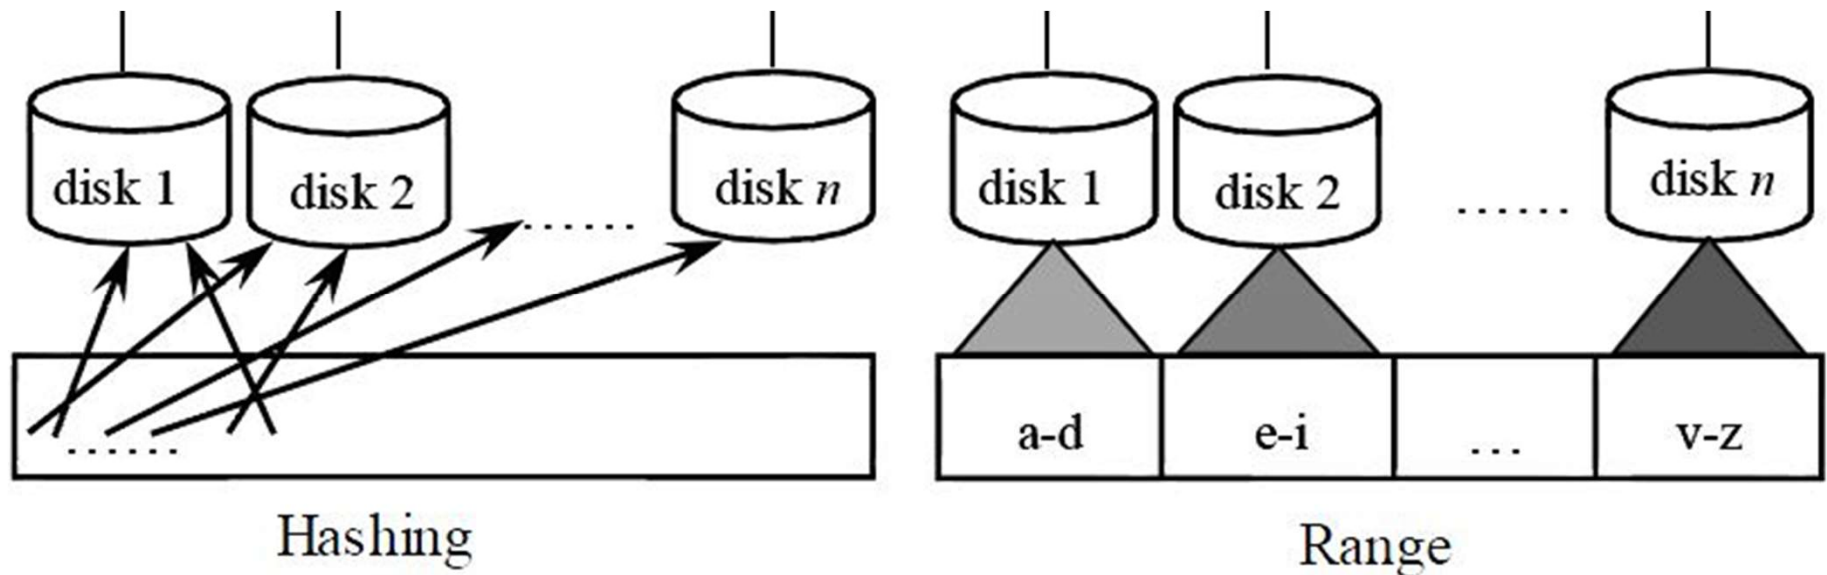 disk 1
disk 2
......
disk n
......
Hashing
disk 1
disk 2
......
disk n
a-d
e-i
...
v-z
Range